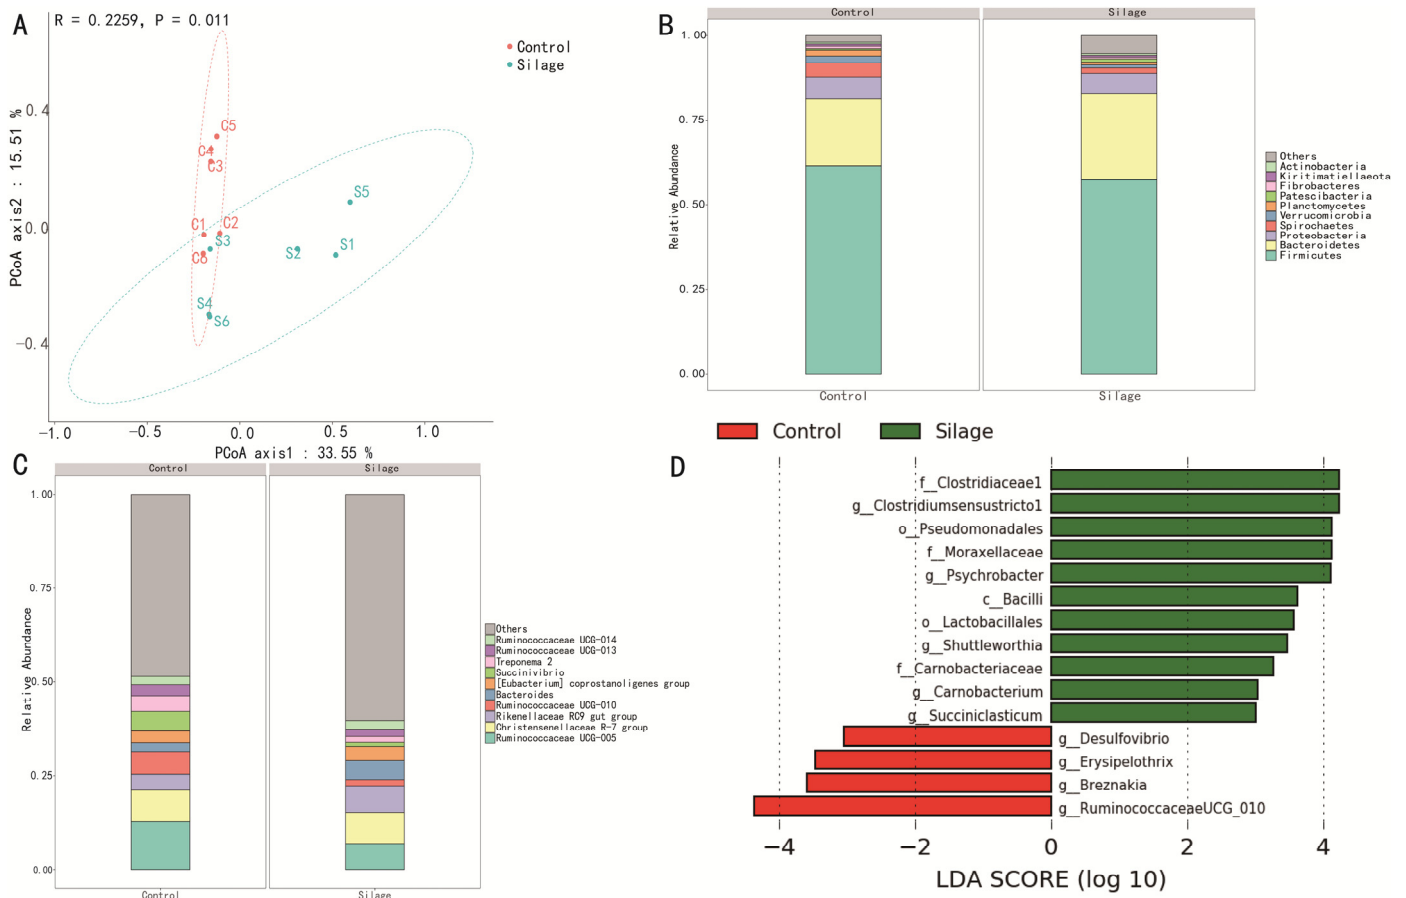 A
R = 0.2259, P = 0.011
Control
Silage
PCoA axis2 : 15.51 %
0.4
0.0
-0.4
C5
C4
C3
C1
C2
S3
C6
S4
S6
S5
S2
S1
-1.0
-0.5
0.0
0.5
1.0
PCoA axis1 : 33.55 %
B
Control
Silage
Relative Abundance
1.00
0.75
0.50
0.25
0.00
Control
Silage
Others
Actinobacteria
Kiritimatiellaeota
Fibrobacteres
Patescibacteria
Planctomycetes
Verrucomicrobia
Spirochaetes
Proteobacteria
Bacteroidetes
Firmicutes
C
Control
Silage
Relative Abundance
1.00
0.75
0.50
0.25
0.00
Control
Silage
Others
Ruminococcaceae UCG-014
Ruminococcaceae UCG-013
Treponema 2
Succinivibrio
[Eubacterium] coprostanoligenes group
Bacteroides
Ruminococcaceae UCG-010
Rikenellaceae RC9 gut group
Christensenellaceae R-7 group
Ruminococcaceae UCG-005
D
Control
Silage
f__Clostridiaceae1
g__Clostridiumsensustricto1
o__Pseudomonadales
f__Moraxellaceae
g__Psychrobacter
c__Bacilli
o__Lactobacillales
g__Shuttleworthia
f__Carnobacteriaceae
g__Carnobacterium
g__Succiniclasticum
g__Desulfovibrio
g__Erysipelothrix
g__Breznakia
g__RuminococcaceaeUCG_010
−4
−2
0
2
4
LDA SCORE (log 10)